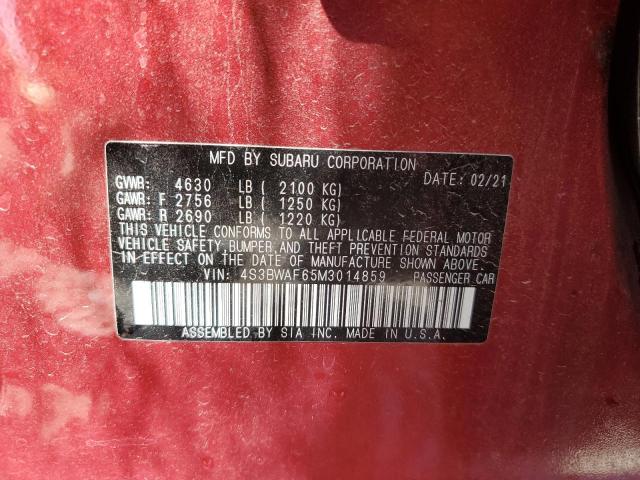 MFD BY SUBARU CORPORATION
GVWR: 4630 LB ( 2100 KG) DATE: 02/21
GAWR: F 2756 LB ( 1250 KG)
GAWR: R 2690 LB ( 1220 KG)
THIS VEHICLE CONFORMS TO ALL APPLICABLE FEDERAL MOTOR
VEHICLE SAFETY, BUMPER, AND THEFT PREVENTION STANDARDS
IN EFFECT ON THE DATE OF MANUFACTURE SHOWN ABOVE.
VIN: 4S3BWAF65M3014859 PASSENGER CAR
ASSEMBLED BY SIA INC. MADE IN U.S.A.